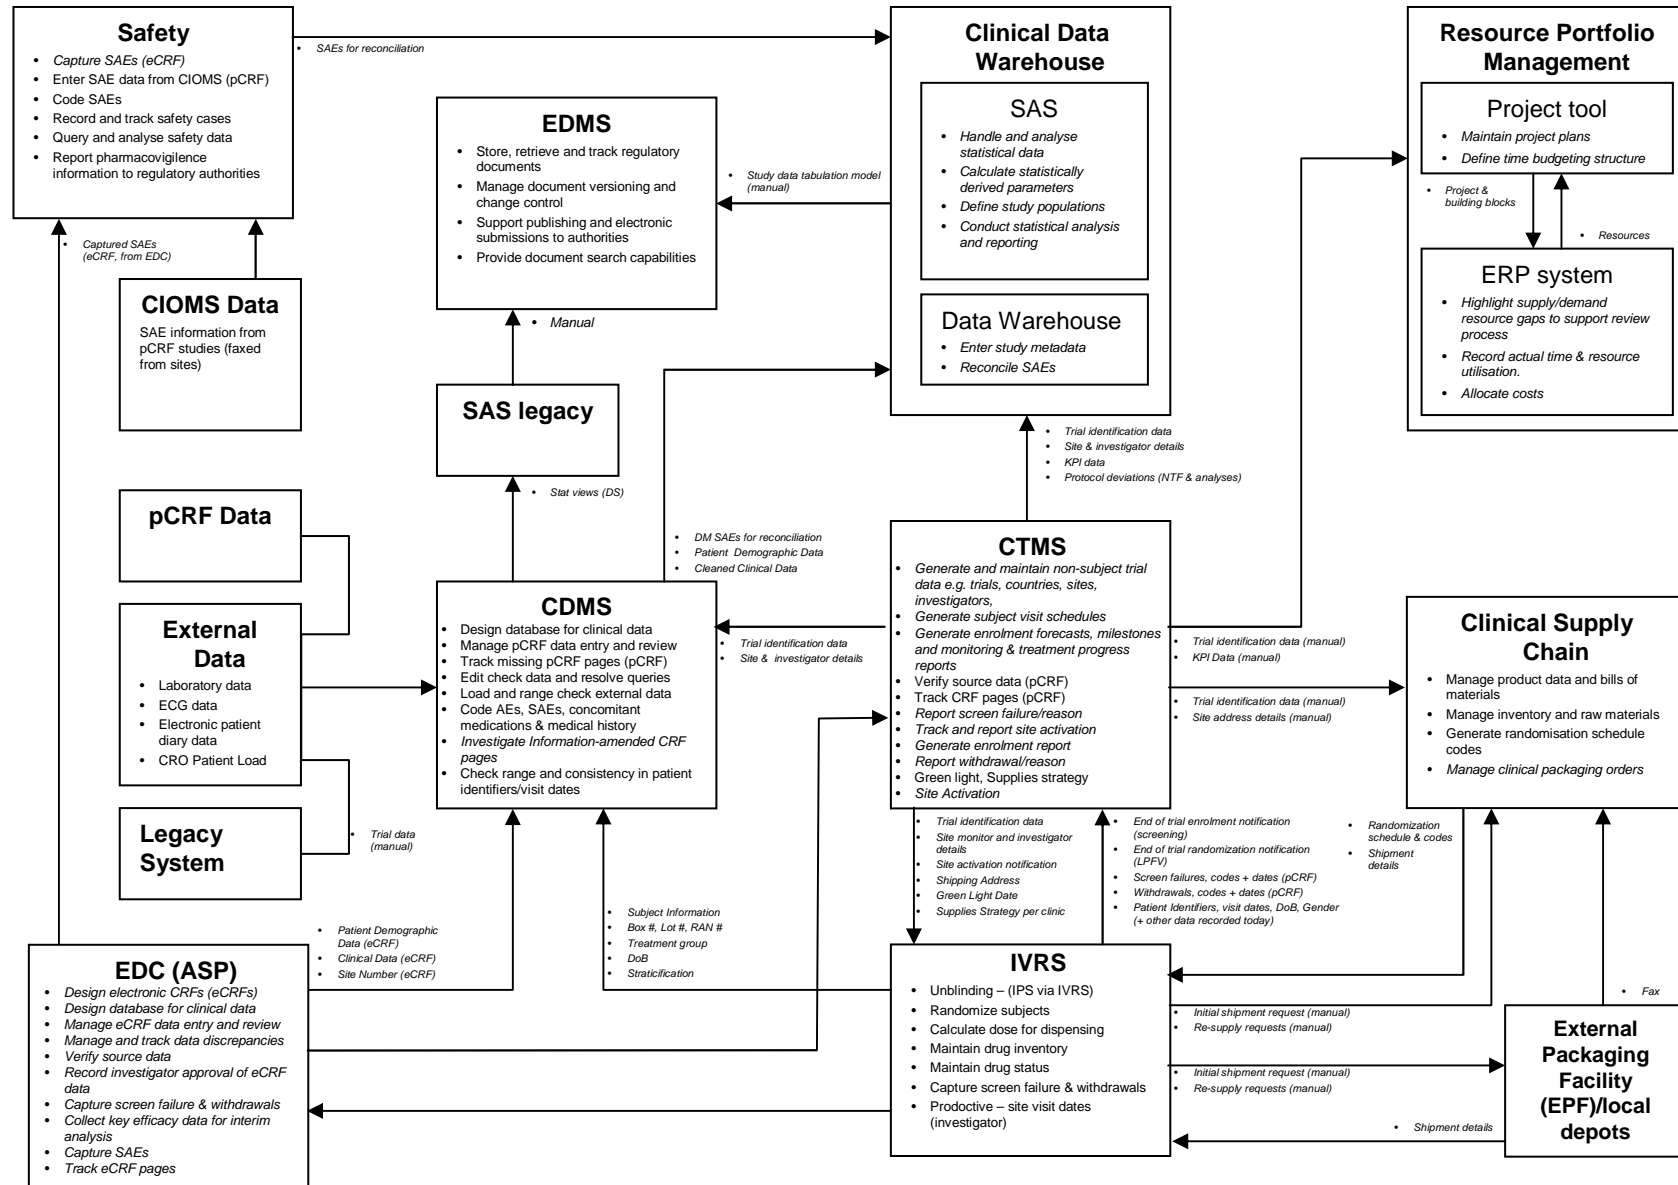 Safety
• Capture SAEs (eCRF)
• Enter SAE data from CIOMS (pCRF)
• Code SAEs
• Record and track safety cases
• Query and analyse safety data
• Report pharmacovigilence
information to regulatory authorities
• SAEs for reconciliation
Clinical Data
Warehouse
SAS
• Handle and analyse
statistical data
• Calculate statistically
derived parameters
• Define study populations
• Conduct statistical analysis
and reporting
Data Warehouse
• Enter study metadata
• Reconcile SAEs
Resource Portfolio
Management
Project tool
• Maintain project plans
• Define time budgeting structure
• Project &
building blocks
• Resources
ERP system
• Highlight supply/demand
resource gaps to support review
process
• Record actual time & resource
utilisation.
• Allocate costs
EDMS
• Store, retrieve and track regulatory
documents
• Manage document versioning and
change control
• Support publishing and electronic
submissions to authorities
• Provide document search capabilities
• Study data tabulation model
(manual)
• Captured SAEs
(eCRF, from EDC)
CIOMS Data
SAE information from
pCRF studies (faxed
from sites)
• Manual
SAS legacy
• Stat views (DS)
• Trial identification data
• Site & investigator details
• KPI data
• Protocol deviations (NTF & analyses)
pCRF Data
• DM SAEs for reconciliation
• Patient Demographic Data
• Cleaned Clinical Data
External
Data
• Laboratory data
• ECG data
• Electronic patient
diary data
• CRO Patient Load
Legacy
System
• Trial data
(manual)
CDMS
• Design database for clinical data
• Manage pCRF data entry and review
• Track missing pCRF pages (pCRF)
• Edit check data and resolve queries
• Load and range check external data
• Code AEs, SAEs, concomitant
medications & medical history
• Investigate Information-amended CRF
pages
• Check range and consistency in patient
identifiers/visit dates
• Trial identification data
• Site & investigator details
CTMS
• Generate and maintain non-subject trial
data e.g. trials, countries, sites,
investigators,
• Generate subject visit schedules
• Generate enrolment forecasts, milestones
and monitoring & treatment progress
reports
• Verify source data (pCRF)
• Track CRF pages (pCRF)
• Report screen failure/reason
• Track and report site activation
• Generate enrolment report
• Report withdrawal/reason
• Green light, Supplies strategy
• Site Activation
• Trial identification data (manual)
• KPI Data (manual)
• Trial identification data (manual)
• Site address details (manual)
Clinical Supply
Chain
• Manage product data and bills of
materials
• Manage inventory and raw materials
• Generate randomisation schedule
codes
• Manage clinical packaging orders
• Trial identification data
• Site monitor and investigator
details
• Site activation notification
• Shipping Address
• Green Light Date
• Supplies Strategy per clinic
• End of trial enrolment notification
(screening)
• End of trial randomization notification
(LPFV)
• Screen failures, codes + dates (pCRF)
• Withdrawals, codes + dates (pCRF)
• Patient Identifiers, visit dates, DoB, Gender
(+ other data recorded today)
• Randomization
schedule & codes
• Shipment
details
• Patient Demographic
Data (eCRF)
• Clinical Data (eCRF)
• Site Number (eCRF)
• Subject Information
• Box #, Lot #, RAN #
• Treatment group
• DoB
• Straticification
EDC (ASP)
• Design electronic CRFs (eCRFs)
• Design database for clinical data
• Manage eCRF data entry and review
• Manage and track data discrepancies
• Verify source data
• Record investigator approval of eCRF
data
• Capture screen failure & withdrawals
• Collect key efficacy data for interim
analysis
• Capture SAEs
• Track eCRF pages
IVRS
• Unblinding – (IPS via IVRS)
• Randomize subjects
• Calculate dose for dispensing
• Maintain drug inventory
• Maintain drug status
• Capture screen failure & withdrawals
• Prodoctive – site visit dates
(investigator)
• Initial shipment request (manual)
• Re-supply requests (manual)
• Initial shipment request (manual)
• Re-supply requests (manual)
• Shipment details
• Fax
External
Packaging
Facility
(EPF)/local
depots